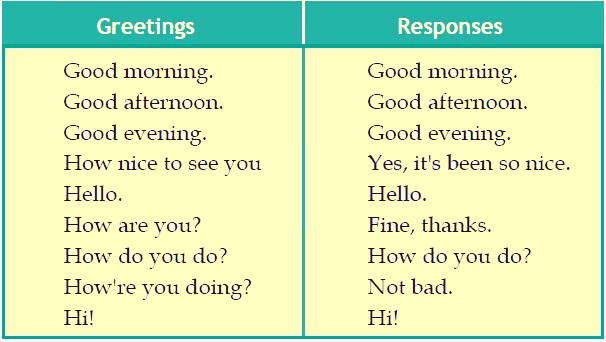 Greetings Responses
Good morning. Good morning.
Good afternoon. Good afternoon.
Good evening. Good evening.
How nice to see you Yes, it's been so nice.
Hello. Hello.
How are you? Fine, thanks.
How do you do? How do you do?
How're you doing? Not bad.
Hi! Hi!